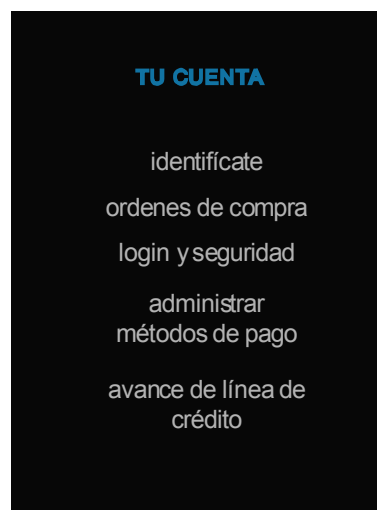 TU CUENTA
identifícate
ordenes de compra
login y seguridad
administrar
métodos de pago
avance de línea de
crédito